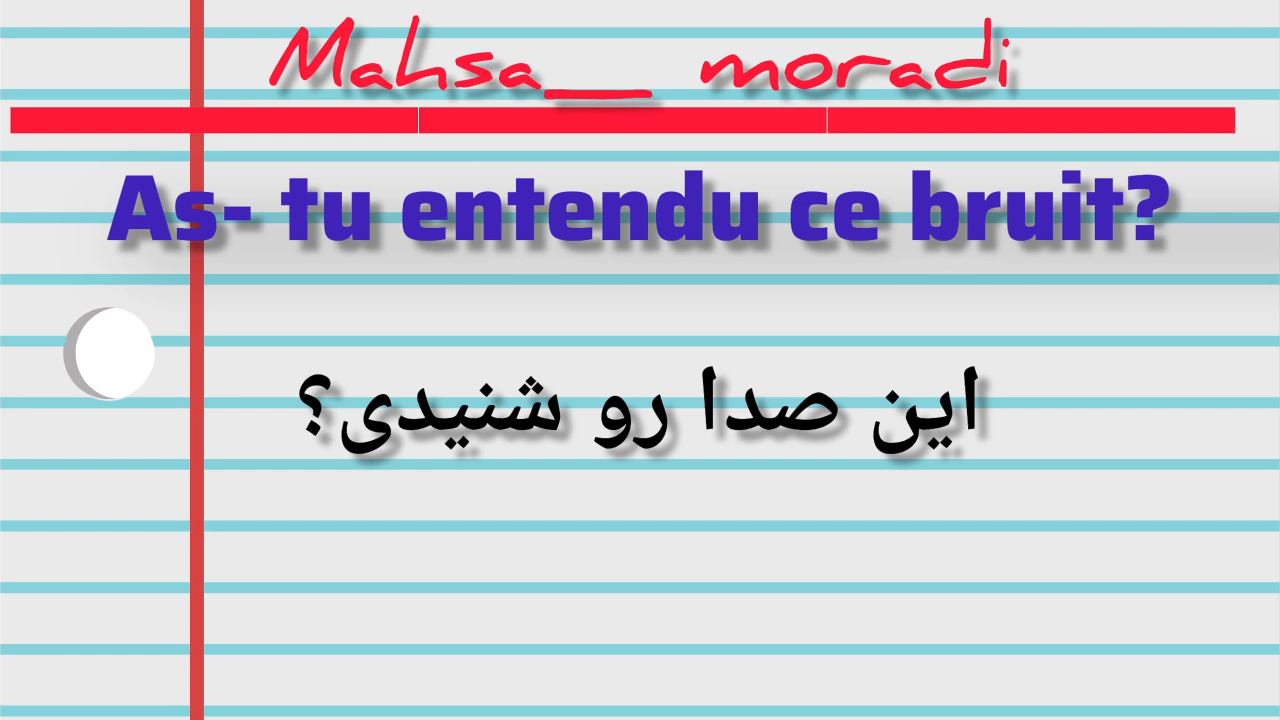 Mahsa__ moradi
As- tu entendu ce bruit?
این صدا رو شنیدی؟